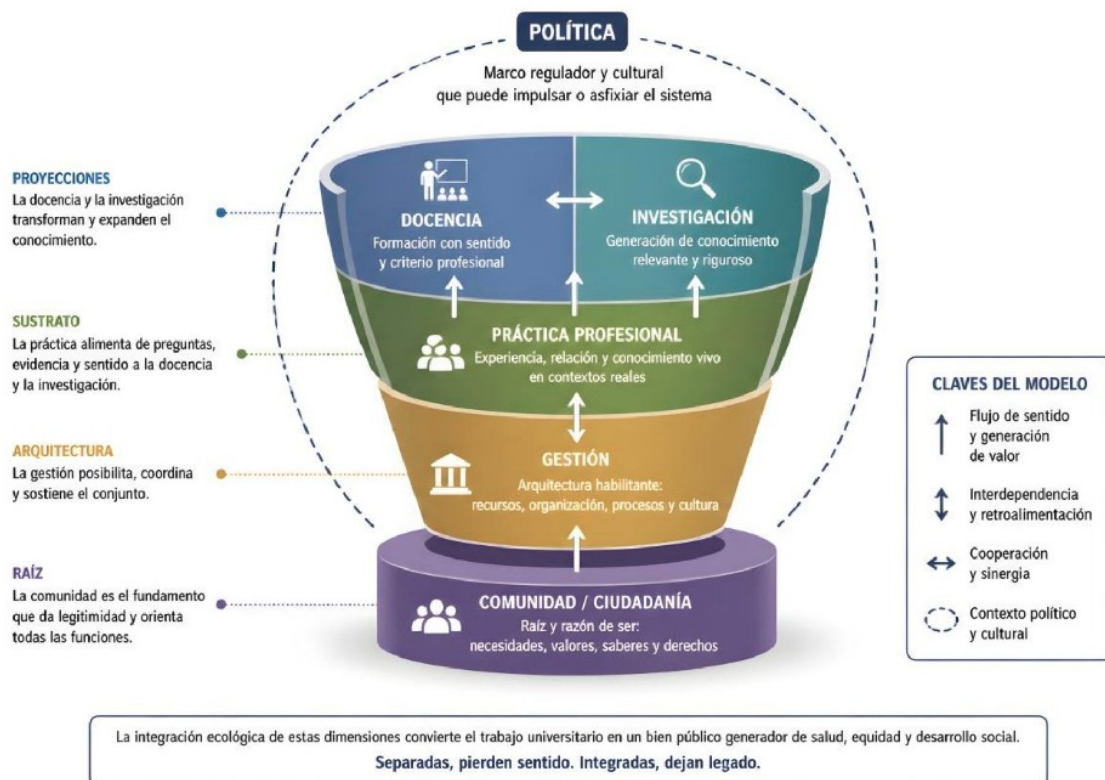 POLÍTICA
Marco regulador y cultural
que puede impulsar o asfixiar el sistema
PROYECCIONES
La docencia y la investigación
transforman y expanden el
conocimiento.
DOCENCIA
Formación con sentido
y criterio profesional
INVESTIGACIÓN
Generación de conocimiento
relevante y riguroso
SUSTRATO
La práctica alimenta de preguntas,
evidencia y sentido a la docencia
y la investigación.
PRÁCTICA PROFESIONAL
Experiencia, relación y conocimiento vivo
en contextos reales
ARQUITECTURA
La gestión posibilita, coordina
y sostiene el conjunto.
GESTIÓN
Arquitectura habilitante:
recursos, organización, procesos y cultura
RAÍZ
La comunidad es el fundamento
que da legitimidad y orienta
todas las funciones.
COMUNIDAD / CIUDADANÍA
Raíz y razón de ser:
necesidades, valores, saberes y derechos
CLAVES DEL MODELO
Flujo de sentido
y generación
de valor
Interdependencia
y retroalimentación
Cooperación
y sinergia
Contexto político
y cultural
La integración ecológica de estas dimensiones convierte el trabajo universitario en un bien público generador de salud, equidad y desarrollo social.
Separadas, pierden sentido. Integradas, dejan legado.